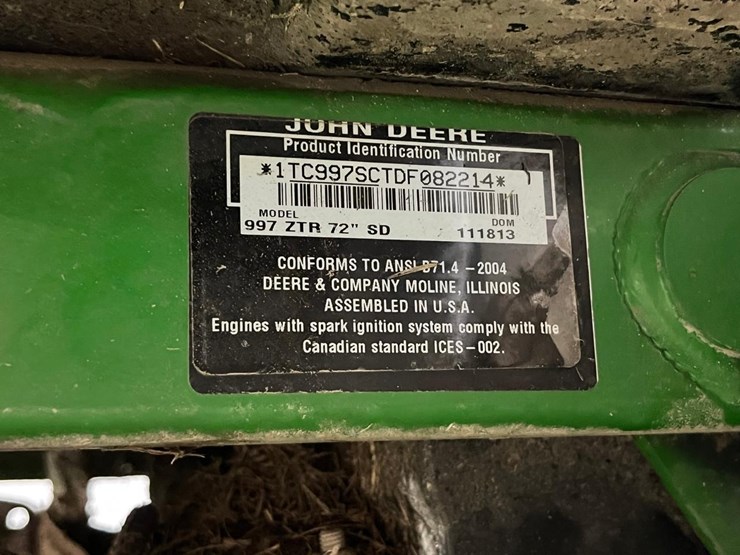 JOHN DEERE
Product Identification Number
*1TC997SCTDF082214*
MODEL
DOM
997 ZTR 72" SD
111813
CONFORMS TO ANSI B71.4 – 2004
DEERE & COMPANY MOLINE, ILLINOIS
ASSEMBLED IN U.S.A.
Engines with spark ignition system comply with the
Canadian standard ICES – 002.